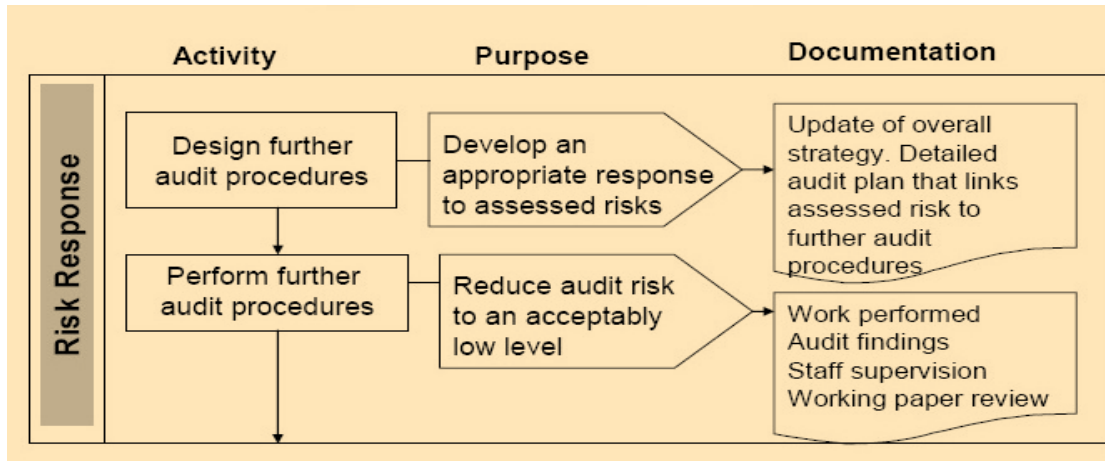 Activity
Purpose
Documentation
Risk Response
Design further
audit procedures
Develop an
appropriate response
to assessed risks
Update of overall
strategy. Detailed
audit plan that links
assessed risk to
further audit
procedures
Perform further
audit procedures
Reduce audit risk
to an acceptably
low level
Work performed
Audit findings
Staff supervision
Working paper review